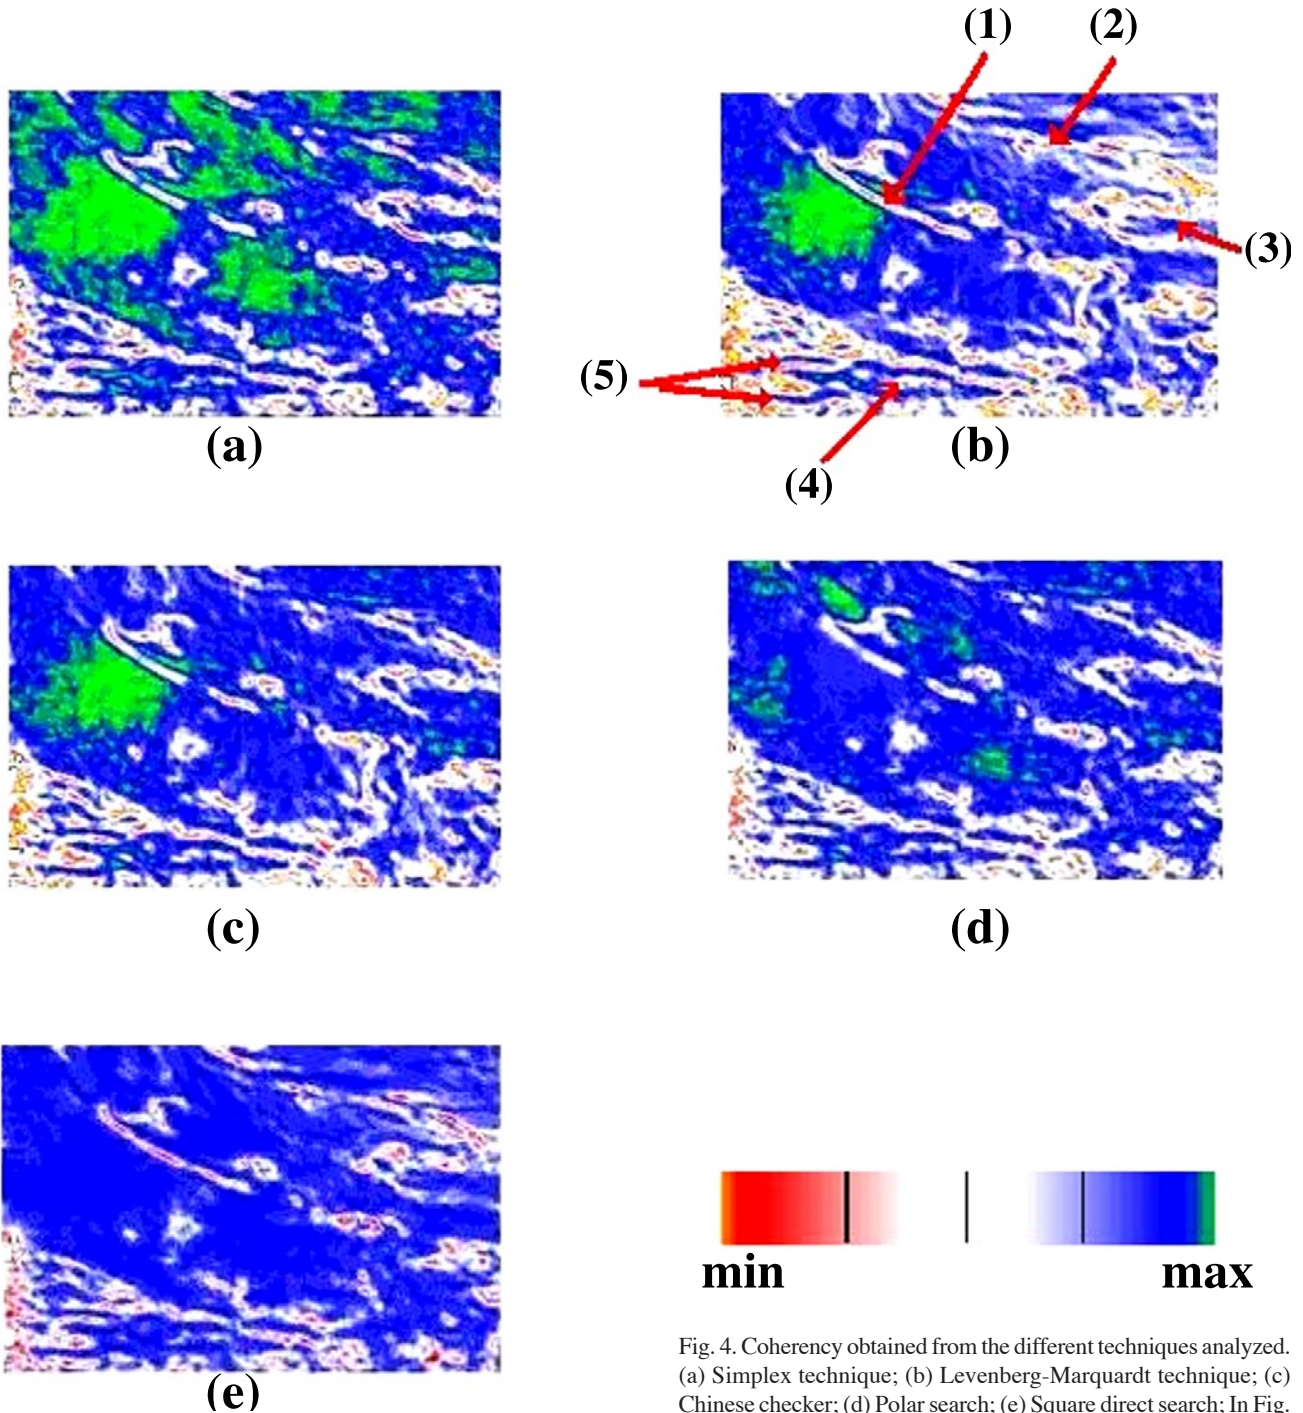 (1) (2)
(3)
(5)
(a) (b)
(4)
(c) (d)
min max
Fig. 4. Coherency obtained from the different techniques analyzed.
(a) Simplex technique; (b) Levenberg-Marquardt technique; (c)
(e) Chinese checker; (d) Polar search; (e) Square direct search; In Fig.